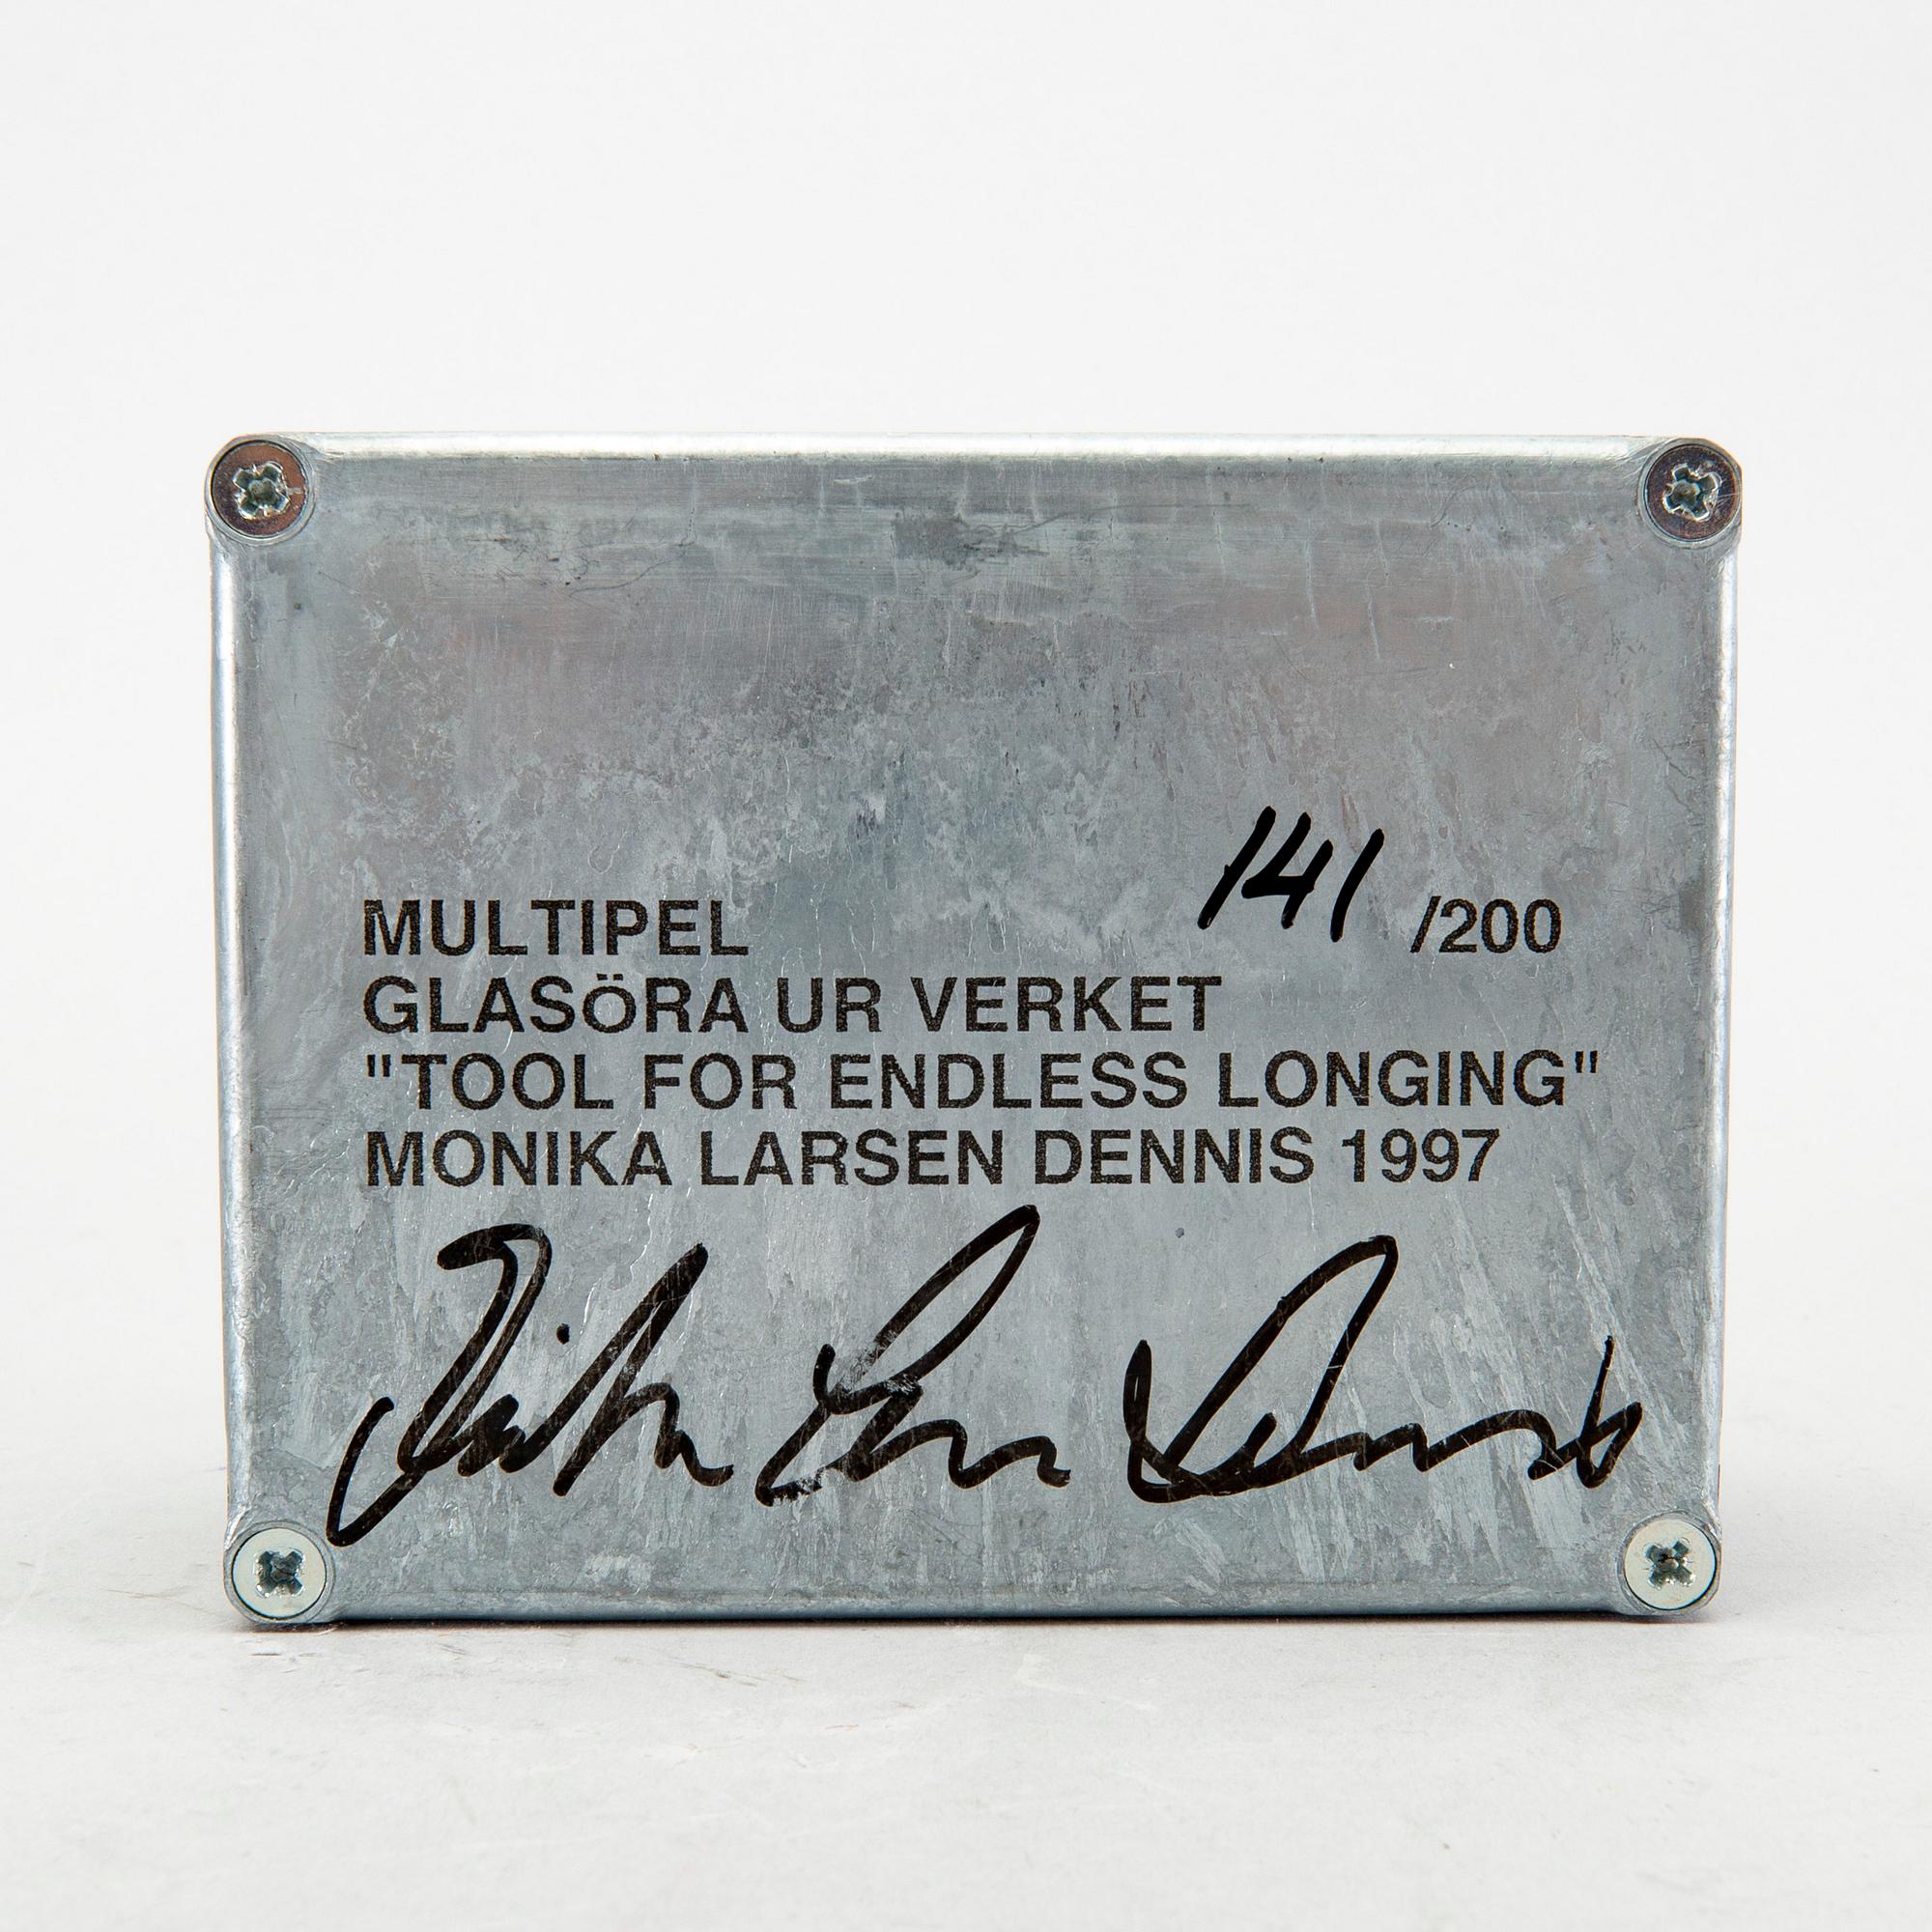 MULTIPEL 141 /200
GLASÖRA UR VERKET
"TOOL FOR ENDLESS LONGING"
MONIKA LARSEN DENNIS 1997